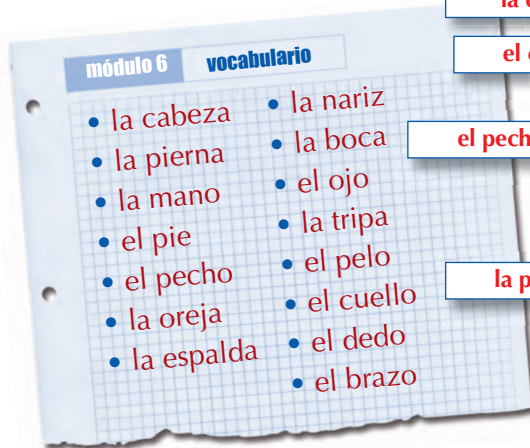 módulo 6 vocabulario
• la cabeza
• la pierna
• la mano
• el pie
• el pecho
• la oreja
• la espalda
• la nariz
• la boca
• el ojo
• la tripa
• el pelo
• el cuello
• el dedo
• el brazo
la
el
el pech
la p